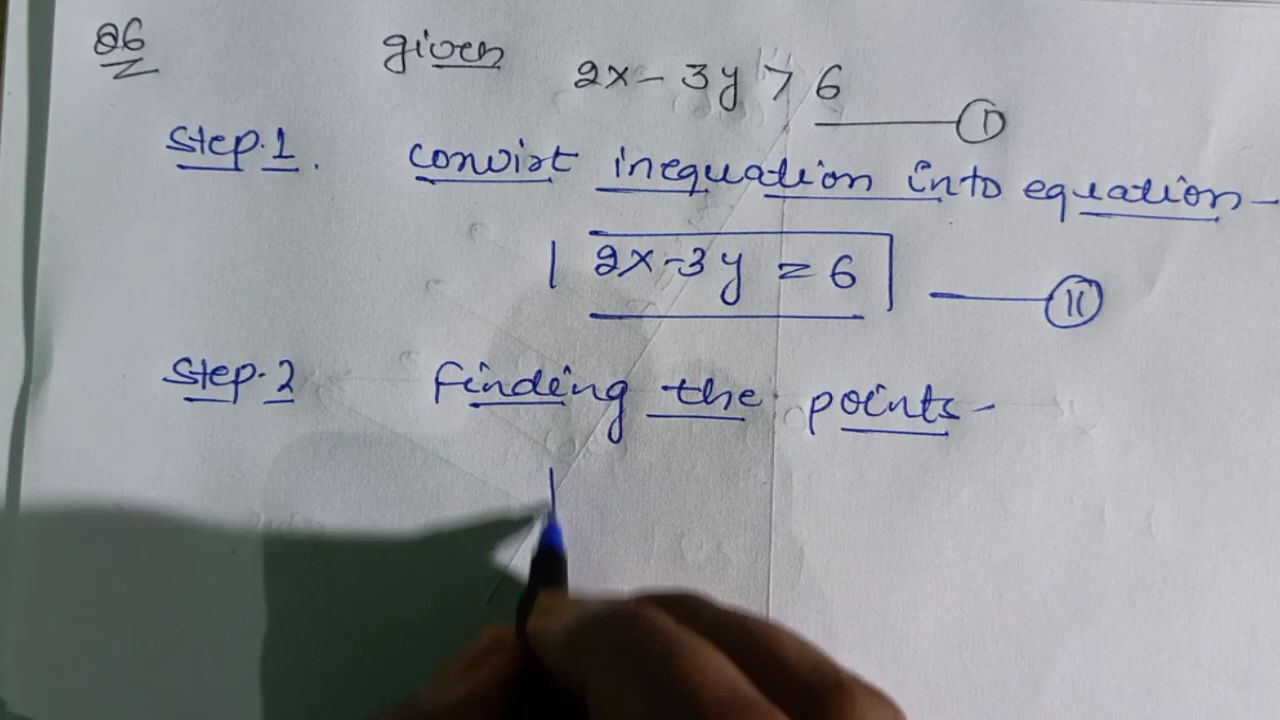 Q6 given 2x - 3y > 6 —— (I)
Step.1. convirt inequation into equation-
2x-3y = 6 —— (II)
Step.2 Finding the points-